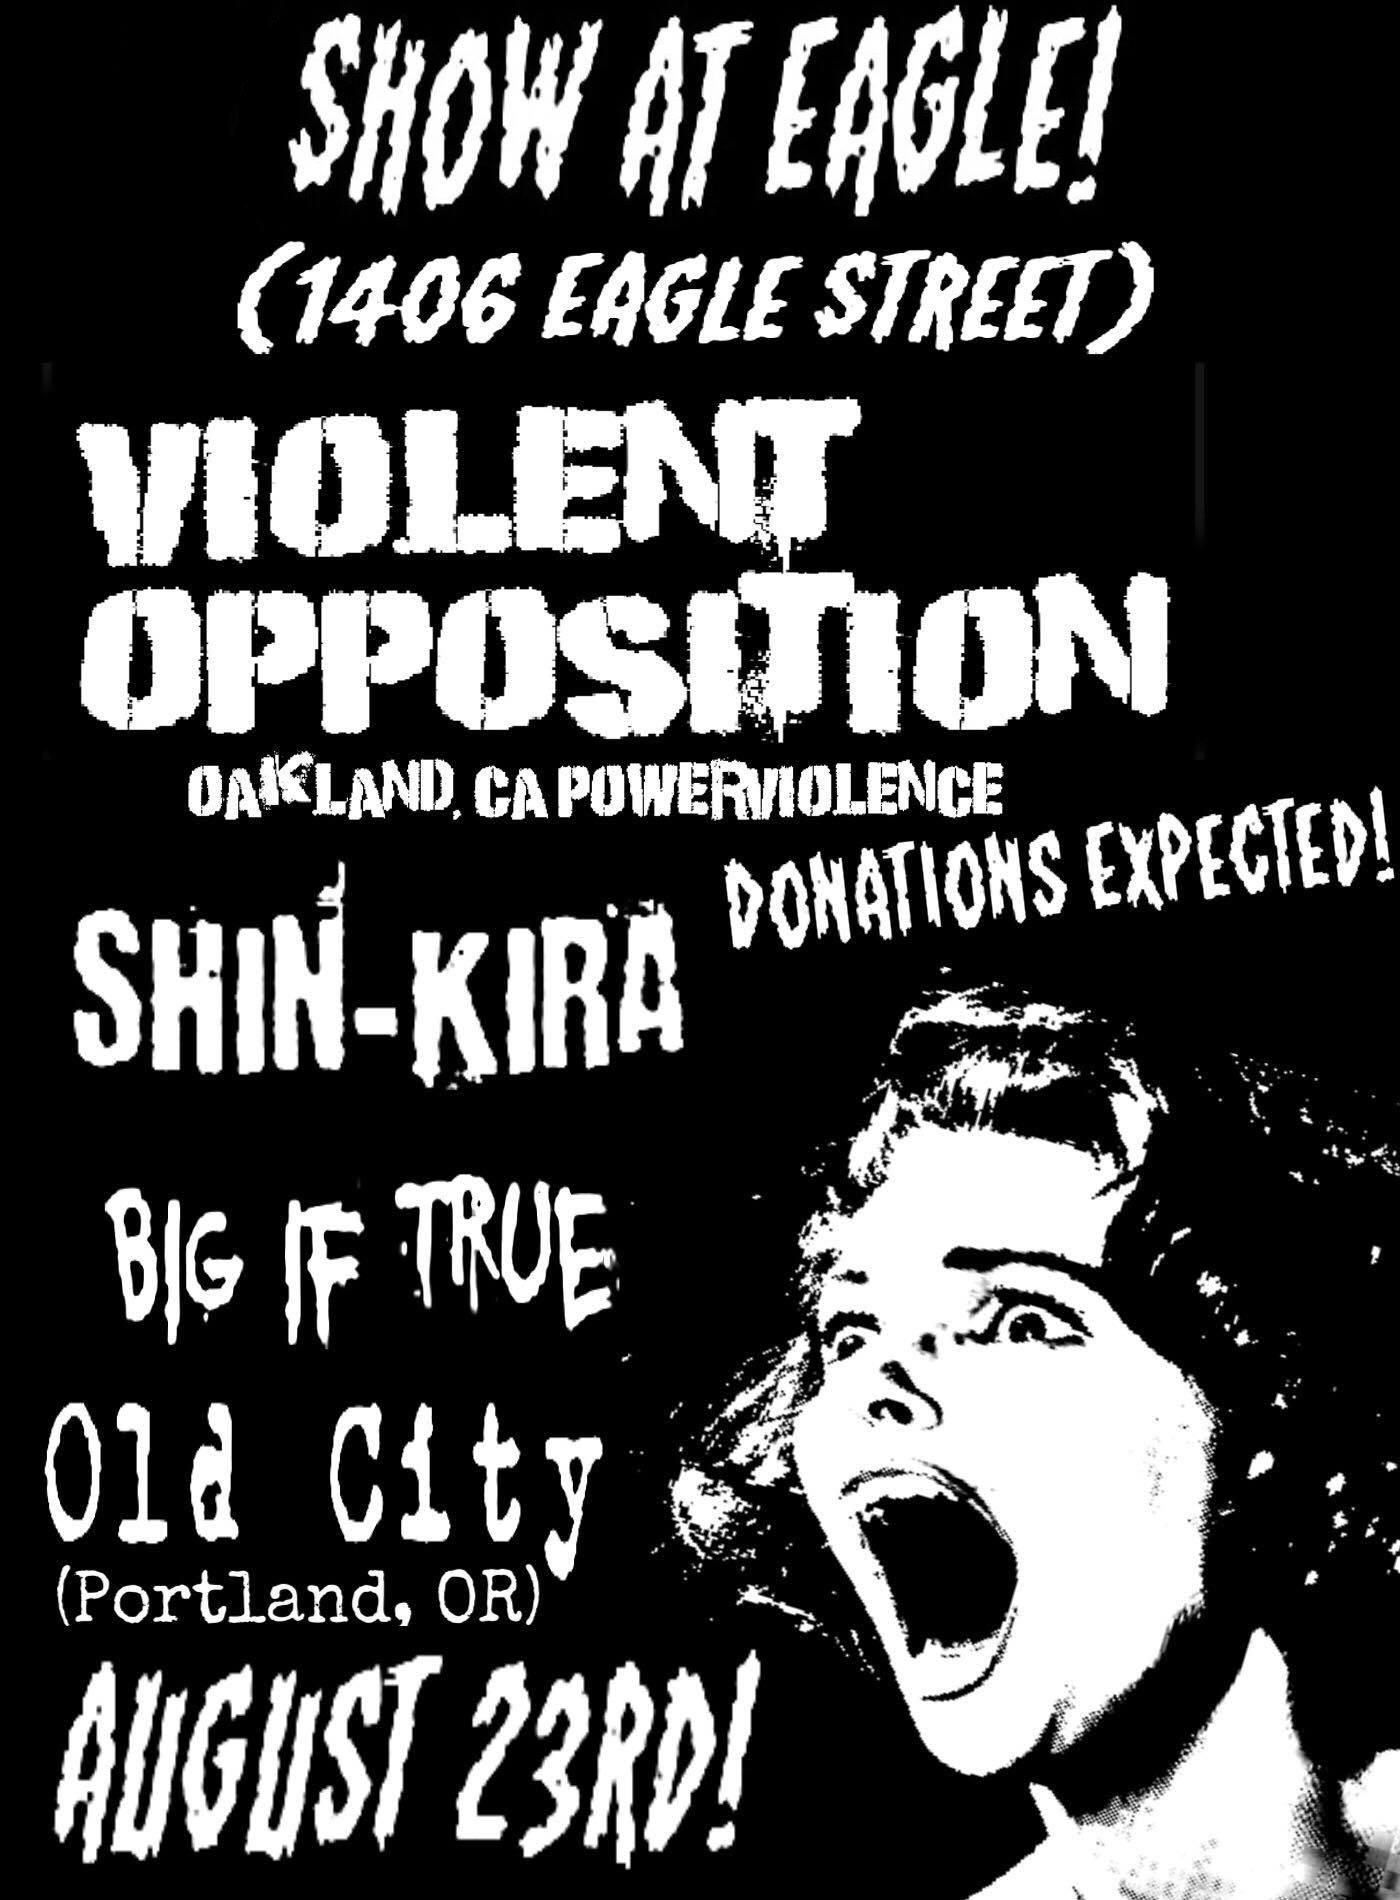 SHOW AT EAGLE!
(1406 EAGLE STREET)
VIOLENT
OPPOSITION
OAKLAND, CA POWERVIOLENCE
DONATIONS EXPECTED!
SHIN-KIRA
BIG IF TRUE
Old City
(Portland, OR)
AUGUST 23RD!